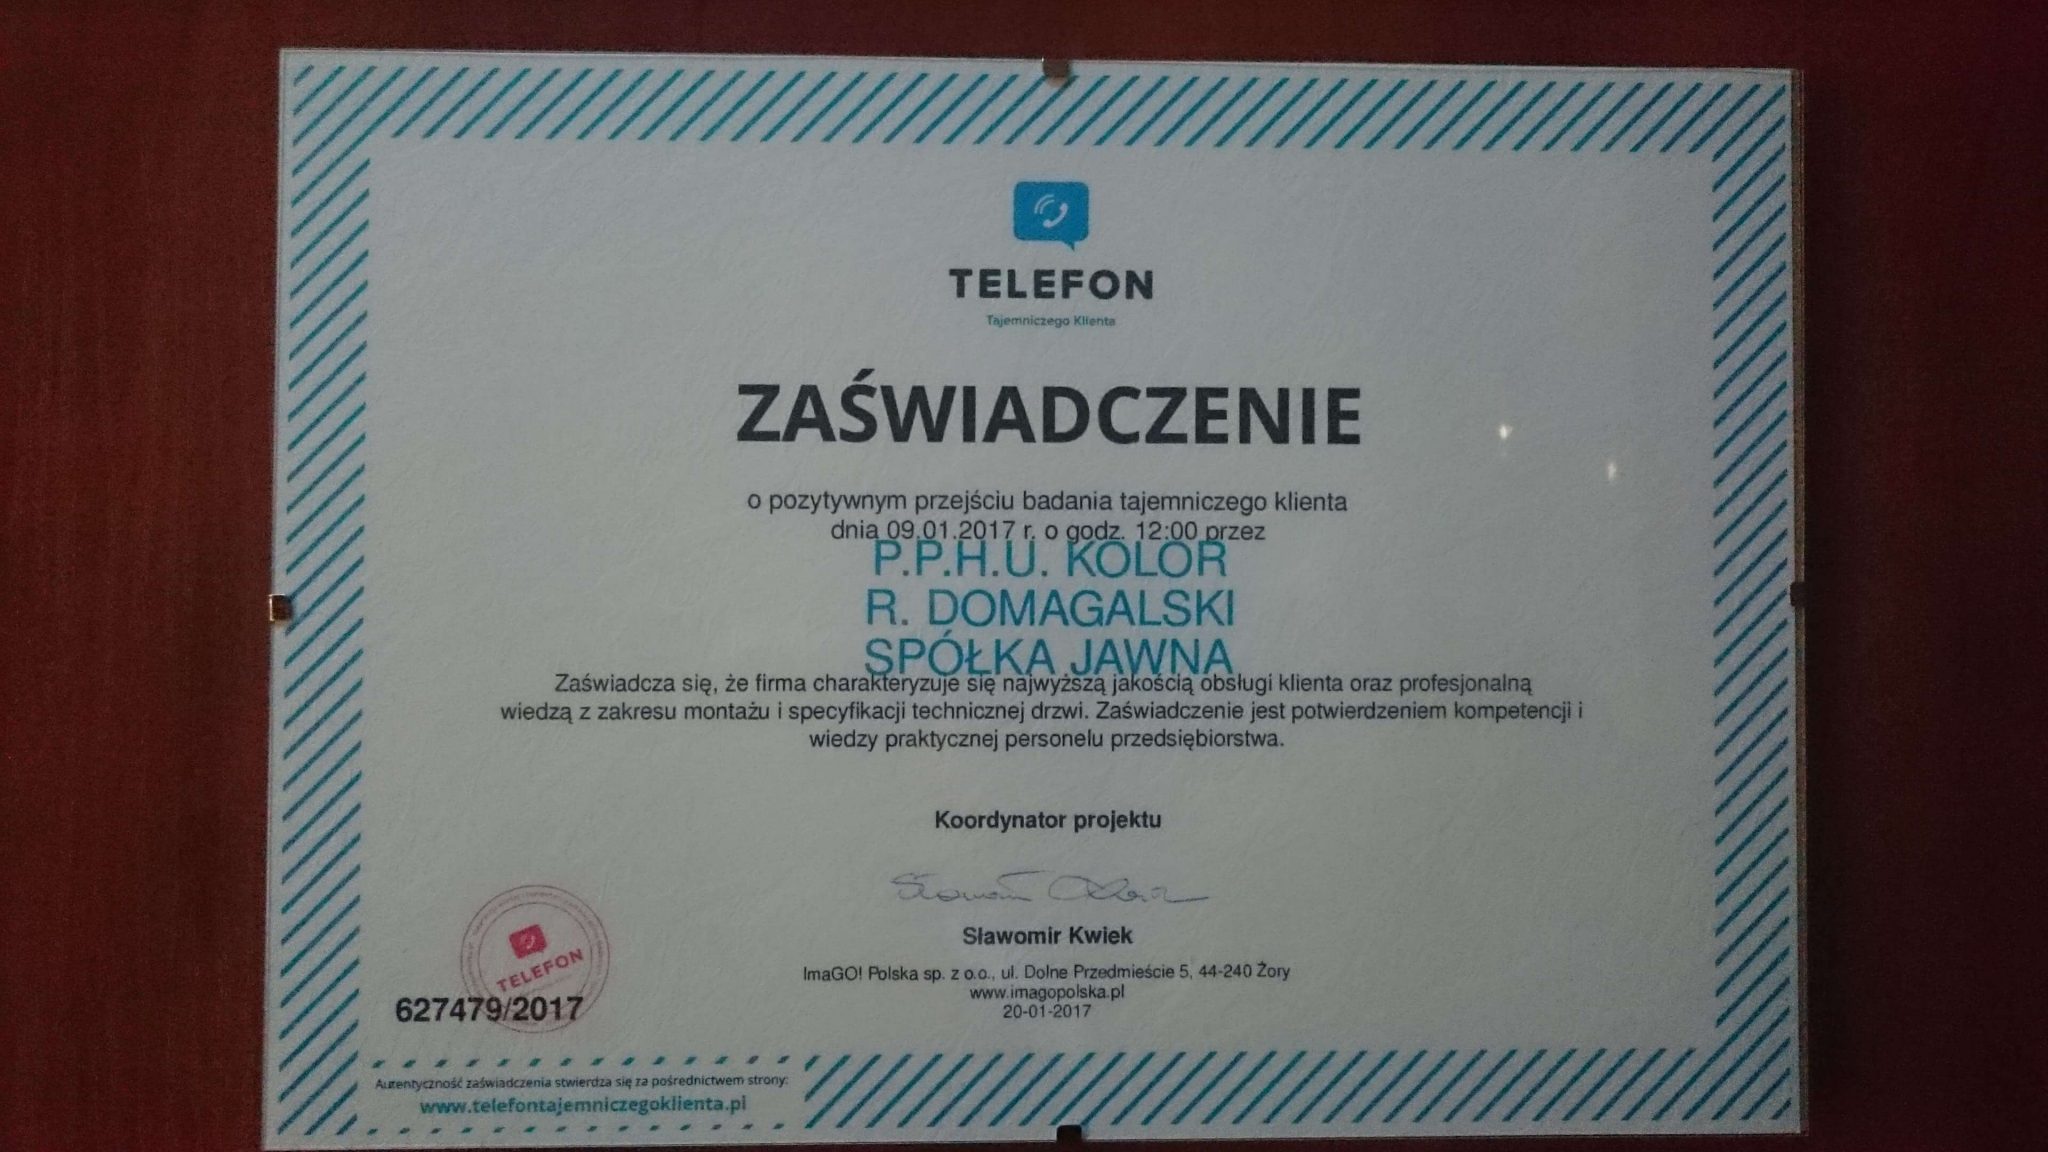 TELEFON
Tajemniczego Klienta
ZAŚWIADCZENIE
o pozytywnym przejściu badania tajemniczego klienta
dnia 09.01.2017 r. o godz. 12:00 przez
P.P.H.U. KOLOR
R. DOMAGALSKI
SPÓŁKA JAWNA
Zaświadcza się, że firma charakteryzuje się najwyższą jakością obsługi klienta oraz profesjonalną
wiedzą z zakresu montażu i specyfikacji technicznej drzwi. Zaświadczenie jest potwierdzeniem kompetencji i
wiedzy praktycznej personelu przedsiębiorstwa.
Koordynator projektu
Sławomir Kwiek
ImaGO! Polska sp. z o.o., ul. Dolne Przedmieście 5, 44-240 Żory
www.imagopolska.pl
20-01-2017
TELEFON
627479/2017
Autentyczność zaświadczenia stwierdza się za pośrednictwem strony:
www.telefontajemniczegoklienta.pl